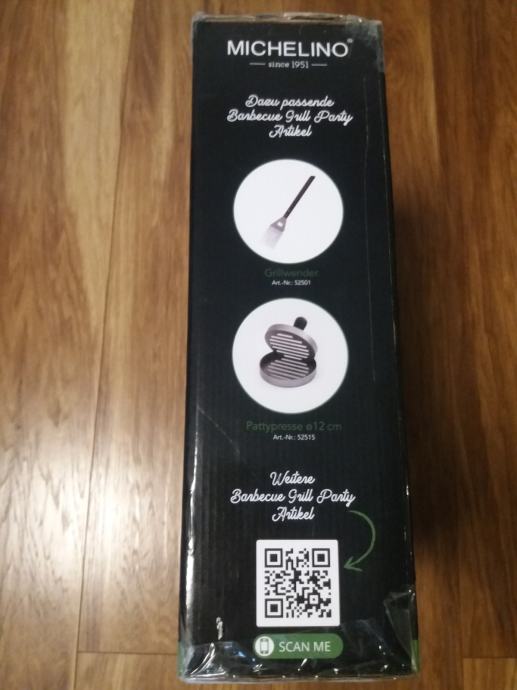 MICHELINO®
since 1951
Dazu passende
Barbecue Grill Party
Artikel
Grillwender
Art.-Nr.: 52501
Pattypresse ø12 cm
Art.-Nr.: 52515
Weitere
Barbecue Grill Party
Artikel
SCAN ME